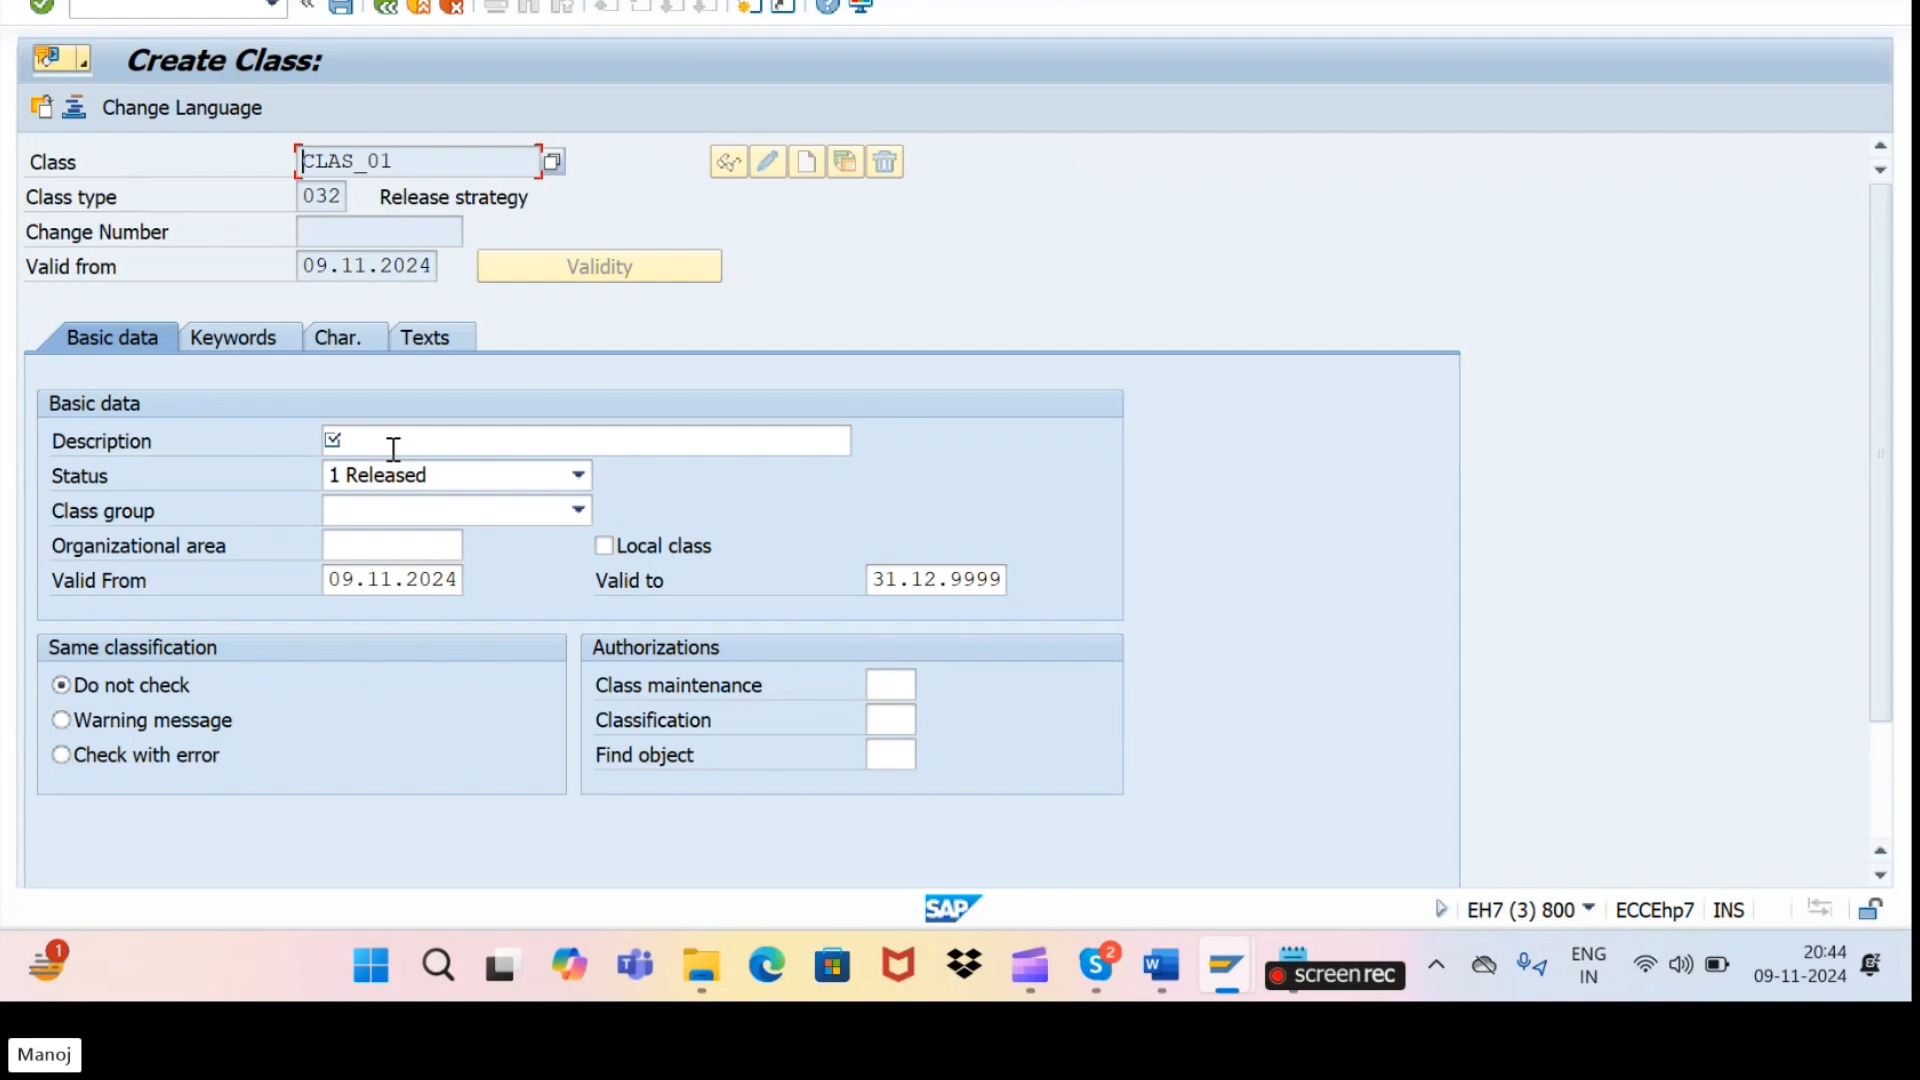 Create Class:
Change Language
Class CLAS_01
Class type 032 Release strategy
Change Number
Valid from 09.11.2024 Validity
Basic data Keywords Char. Texts
Basic data
Description
Status 1 Released
Class group
Organizational area Local class
Valid From 09.11.2024 Valid to 31.12.9999
Same classification Authorizations
Do not check Class maintenance
Warning message Classification
Check with error Find object
SAP EH7 (3) 800 ECCEhp7 INS
1 2 W screenrec ENG IN 20:44
09-11-2024
Manoj